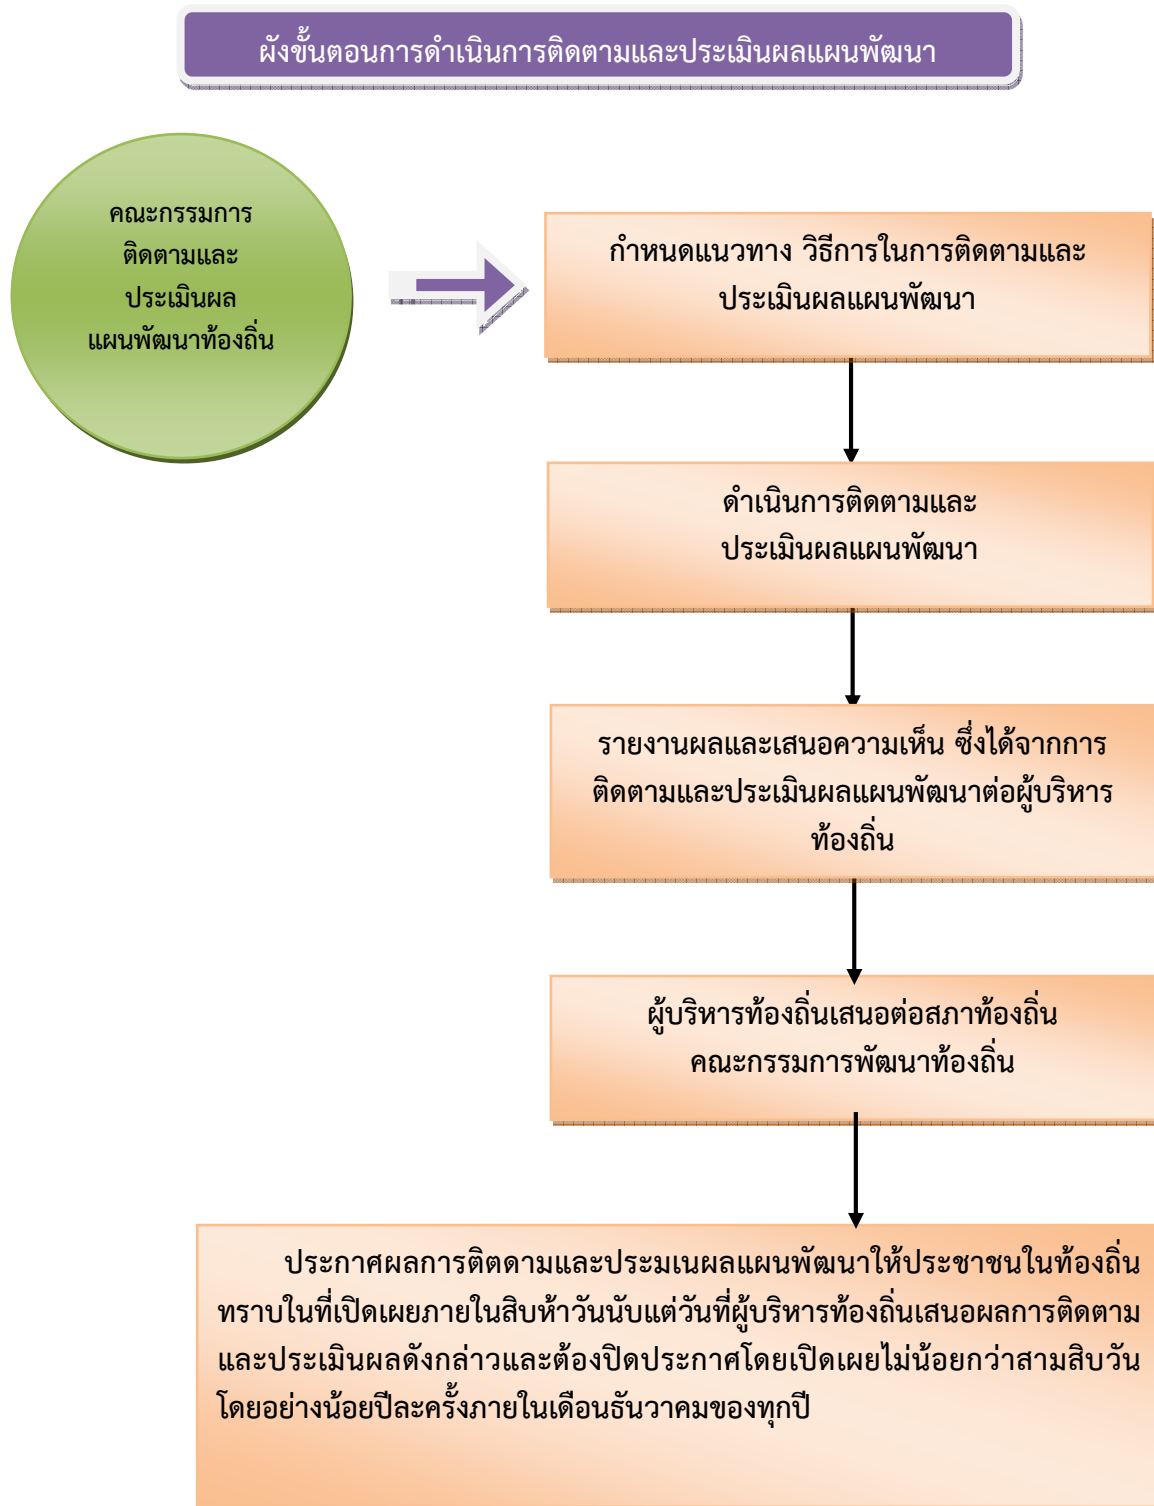 ผังขั้นตอนการดำเนินการติดตามและประเมินผลแผนพัฒนา
คณะกรรมการ
ติดตามและ
ประเมินผล
แผนพัฒนาท้องถิ่น
กำหนดแนวทาง วิธีการในการติดตามและ
ประเมินผลแผนพัฒนา
ดำเนินการติดตามและ
ประเมินผลแผนพัฒนา
รายงานผลและเสนอความเห็น ซึ่งได้จากการ
ติดตามและประเมินผลแผนพัฒนาต่อผู้บริหาร
ท้องถิ่น
ผู้บริหารท้องถิ่นเสนอต่อสภาท้องถิ่น
คณะกรรมการพัฒนาท้องถิ่น
ประกาศผลการติตดามและประมเนผลแผนพัฒนาให้ประชาชนในท้องถิ่น
ทราบในที่เปิดเผยภายในสิบห้าวันนับแต่วันที่ผู้บริหารท้องถิ่นเสนอผลการติดตาม
และประเมินผลดังกล่าวและต้องปิดประกาศโดยเปิดเผยไม่น้อยกว่าสามสิบวัน
โดยอย่างน้อยปีละครั้งภายในเดือนธันวาคมของทุกปี